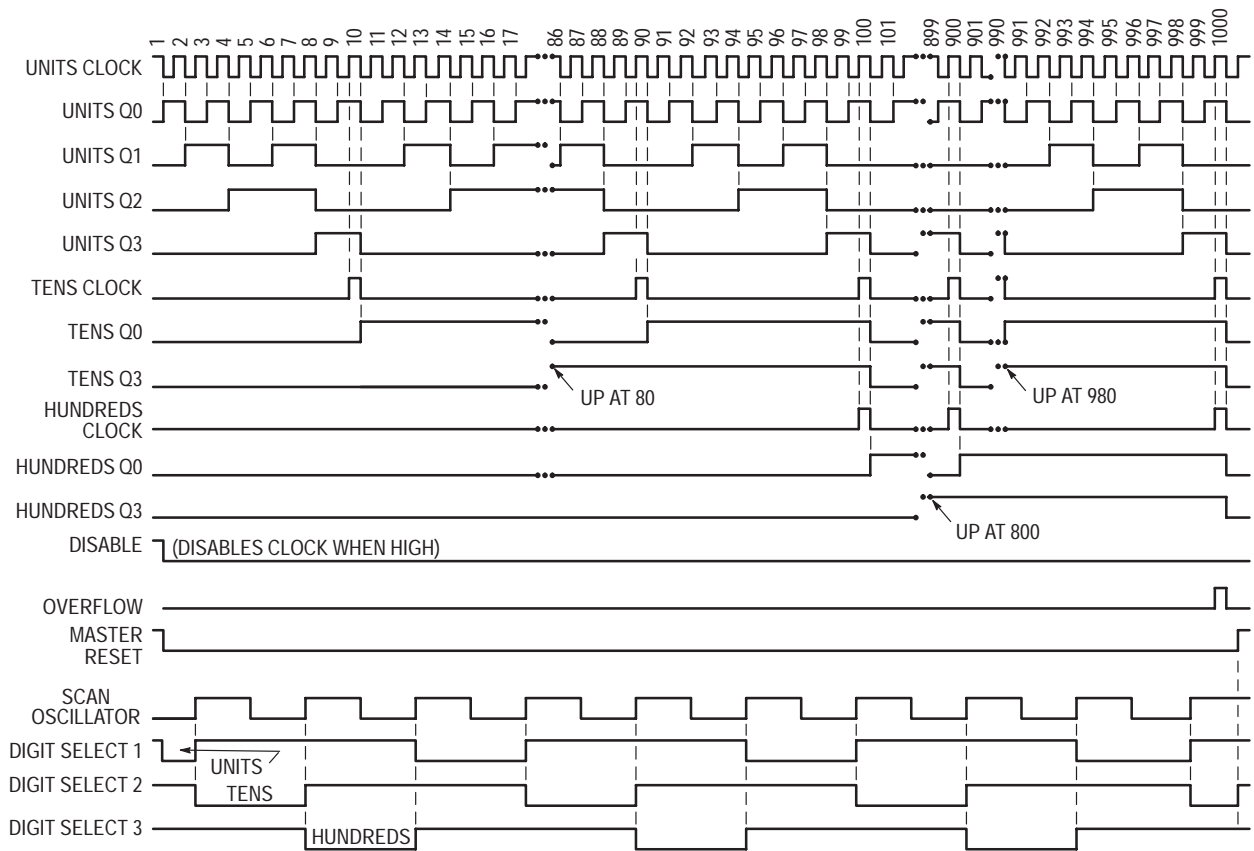 1 2 3 4 5 6 7 8 9 10 11 12 13 14 15 16 17 86 87 88 89 90 91 92 93 94 95 96 97 98 99 100 101 899 900 901 990 991 992 993 994 995 996 997 998 999 1000
UNITS CLOCK
UNITS Q0
UNITS Q1
UNITS Q2
UNITS Q3
TENS CLOCK
TENS Q0
TENS Q3
UP AT 80
UP AT 980
HUNDREDS
CLOCK
HUNDREDS Q0
HUNDREDS Q3
UP AT 800
DISABLE
(DISABLES CLOCK WHEN HIGH)
OVERFLOW
MASTER
RESET
SCAN
OSCILLATOR
DIGIT SELECT 1
UNITS
DIGIT SELECT 2
TENS
DIGIT SELECT 3
HUNDREDS